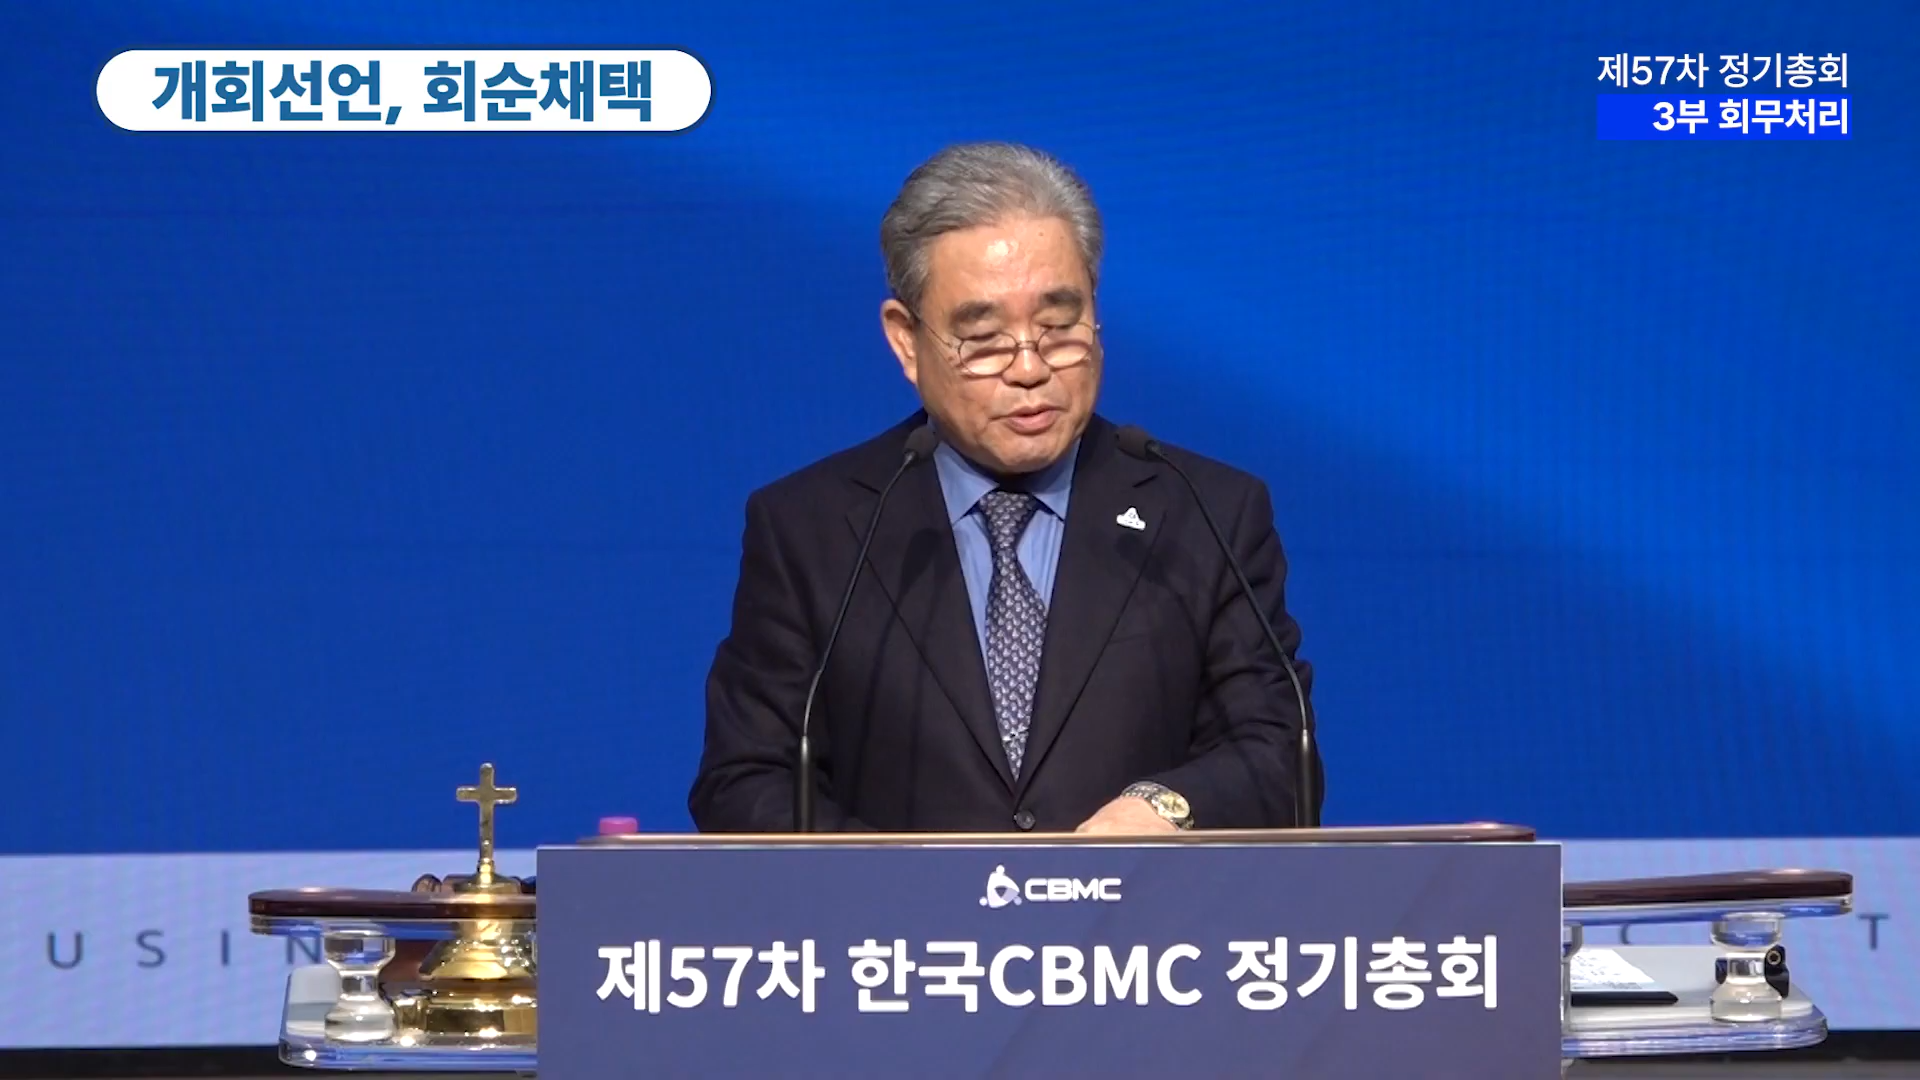 개회선언, 회순채택
제57차 정기총회
3부 회무처리
CBMC
제57차 한국CBMC 정기총회
USIN
C T